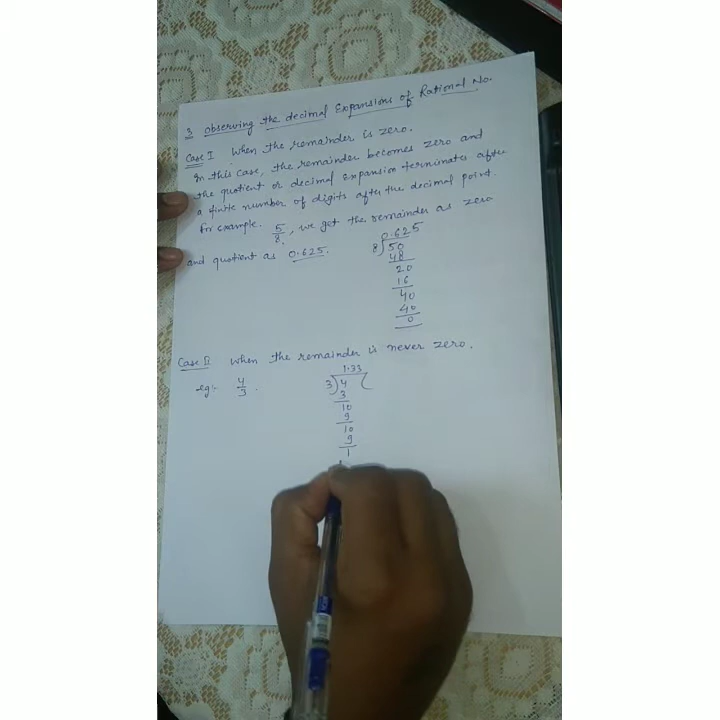 3 Observing the decimal Expansions of Rational No.
Case I When the remainder is zero.
In this case, the remainder becomes zero and
the quotient or decimal expansion terminates after
a finite number of digits after the decimal point.
For example. 5/8, we get the remainder as zero
and quotient as 0.625.
0.625
8)50
48
20
16
40
40
0
Case II When the remainder is never zero.
eg:- 4/3.
1.33
3)4(
3
10
9
10
9
1